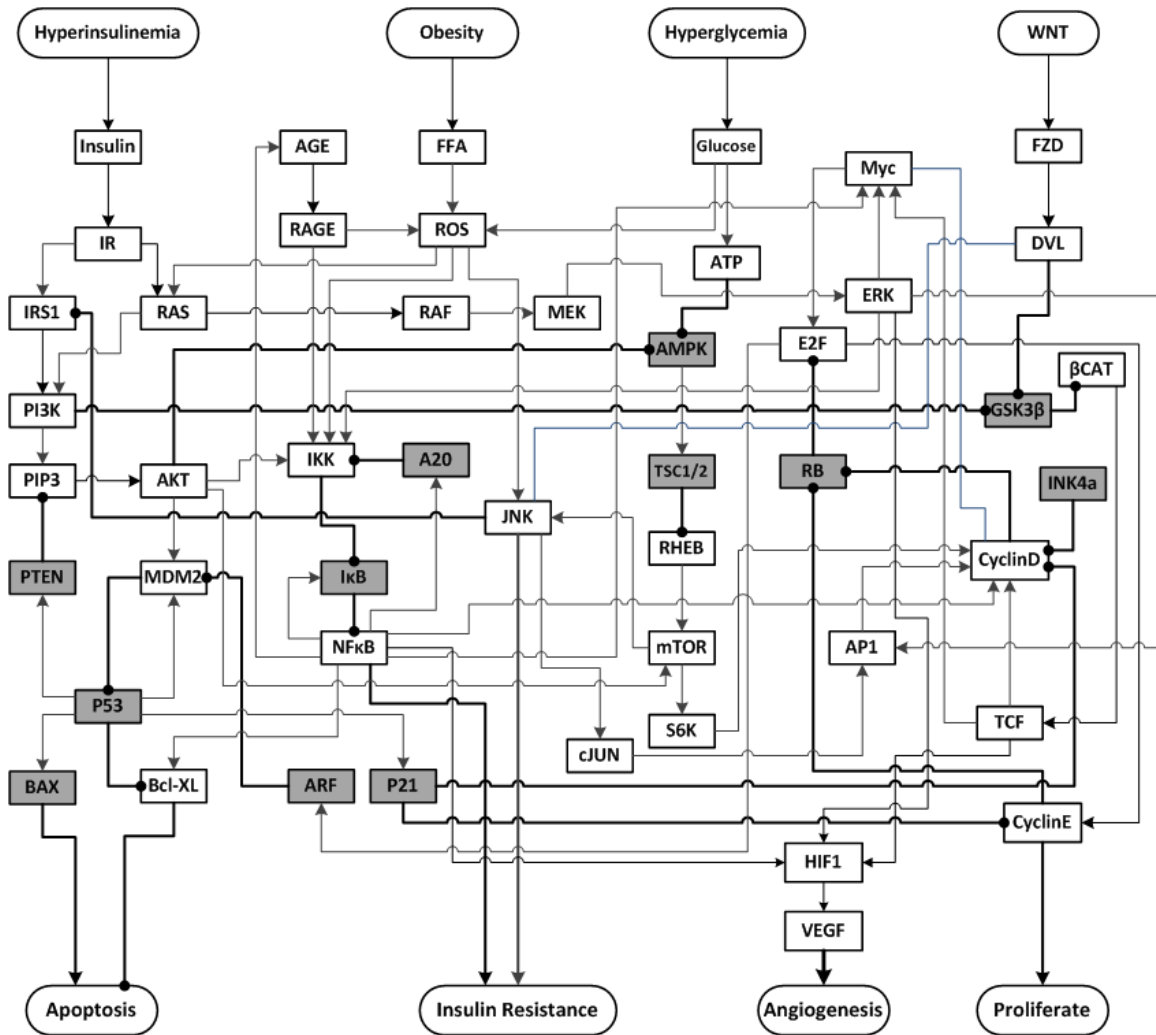 Hyperinsulinemia
Obesity
Hyperglycemia
WNT
Insulin
AGE
FFA
Glucose
FZD
Myc
IR
RAGE
ROS
DVL
ATP
IRS1
RAS
RAF
MEK
ERK
AMPK
E2F
βCAT
PI3K
GSK3β
PIP3
AKT
IKK
A20
TSC1/2
RB
INK4a
JNK
RHEB
CyclinD
PTEN
MDM2
IκB
NFκB
mTOR
AP1
P53
S6K
TCF
cJUN
BAX
Bcl-XL
ARF
P21
CyclinE
HIF1
VEGF
Apoptosis
Insulin Resistance
Angiogenesis
Proliferate